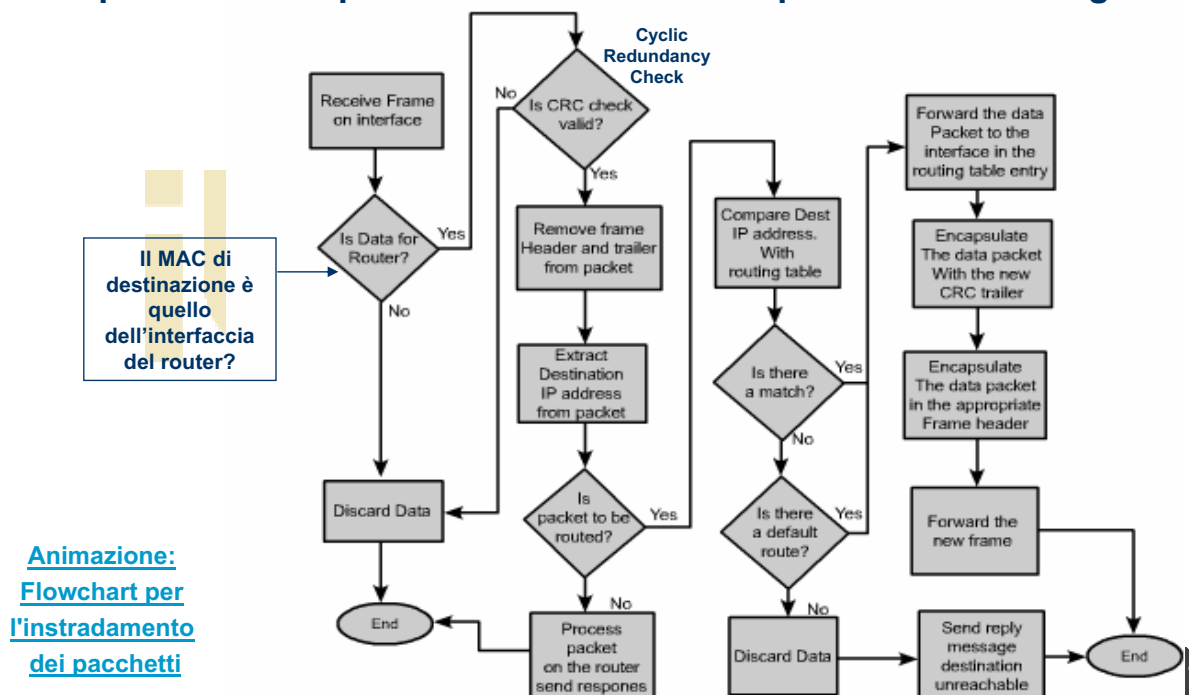 Cyclic
Redundancy
Check
Receive Frame
on interface
Is CRC check
valid?
No
Yes
Forward the data
Packet to the
interface in the
routing table entry
Is Data for
Router?
Yes
No
Il MAC di
destinazione è
quello
dell'interfaccia
del router?
Remove frame
Header and trailer
from packet
Compare Dest
IP address.
With
routing table
Encapsulate
The data packet
With the new
CRC trailer
Extract
Destination
IP address
from packet
Is there
a match?
Yes
No
Encapsulate
The data packet
in the appropriate
Frame header
Discard Data
Is
packet to be
routed?
Yes
No
Is there
a default
route?
Yes
No
Forward the
new frame
Animazione:
Flowchart per
l'instradamento
dei pacchetti
End
Process
packet
on the router
send respones
Discard Data
Send reply
message
destination
unreachable
End